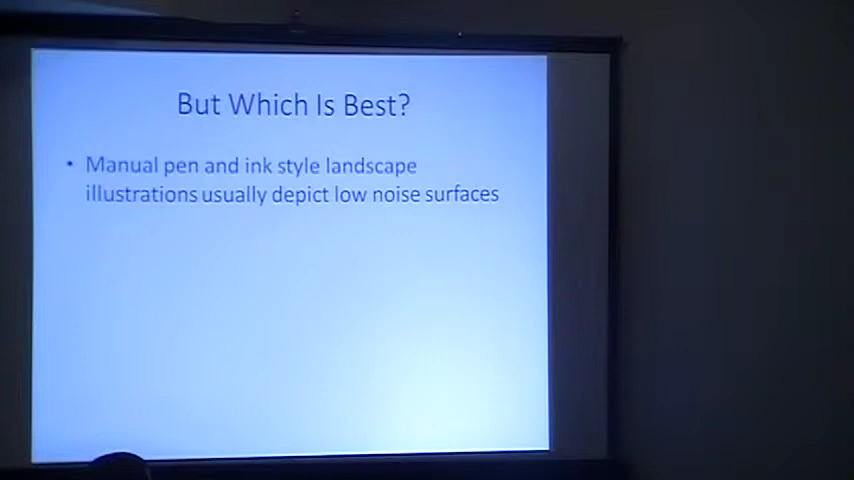 But Which Is Best?
• Manual pen and ink style landscape
illustrations usually depict low noise surfaces